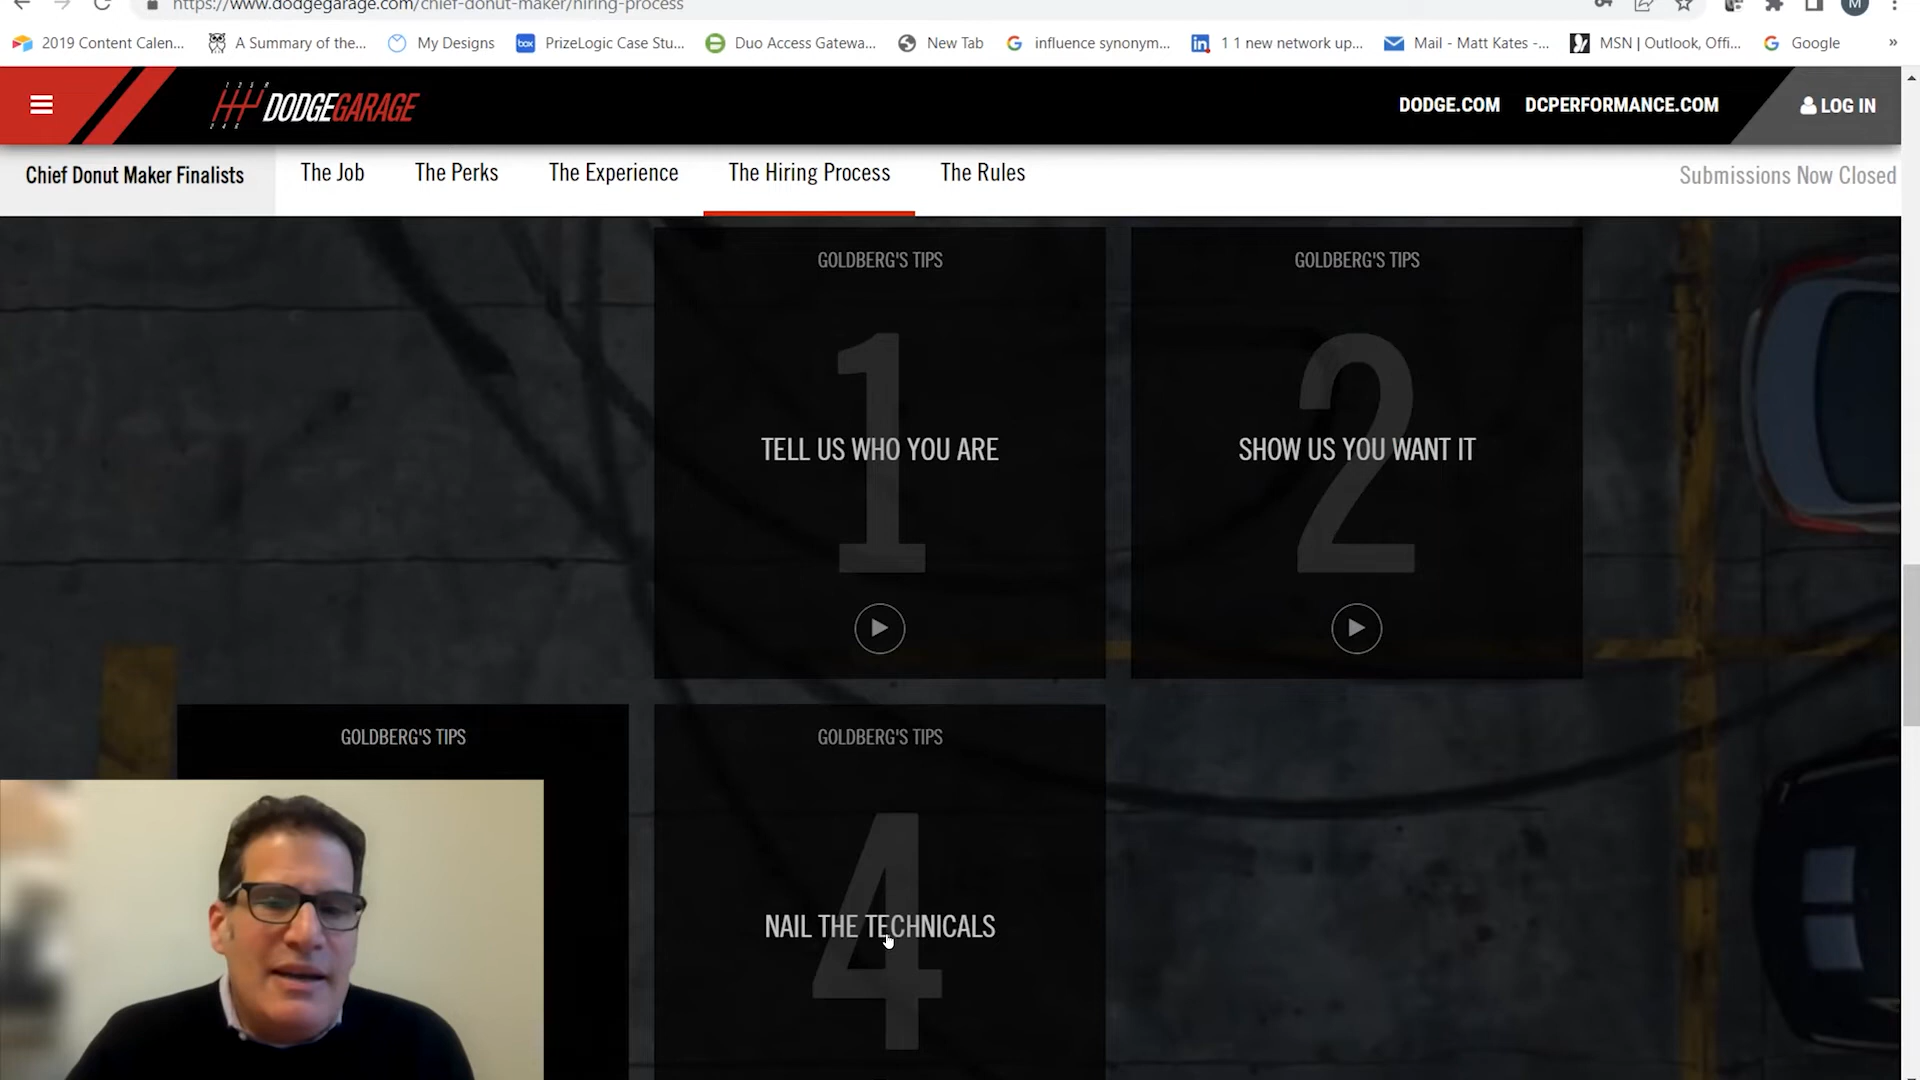 https://www.dodgegarage.com/chief-donut-maker/hiring-process
M
2019 Content Calen...
A Summary of the...
My Designs
box
PrizeLogic Case Stu...
Duo Access Gatewa...
New Tab
influence synonym...
in
1 1 new network up...
Mail - Matt Kates -...
MSN | Outlook, Offi...
Google
»
DODGEGARAGE
DODGE.COM
DCPERFORMANCE.COM
LOG IN
Chief Donut Maker Finalists
The Job
The Perks
The Experience
The Hiring Process
The Rules
Submissions Now Closed
GOLDBERG'S TIPS
1
TELL US WHO YOU ARE
GOLDBERG'S TIPS
2
SHOW US YOU WANT IT
GOLDBERG'S TIPS
GOLDBERG'S TIPS
4
NAIL THE TECHNICALS